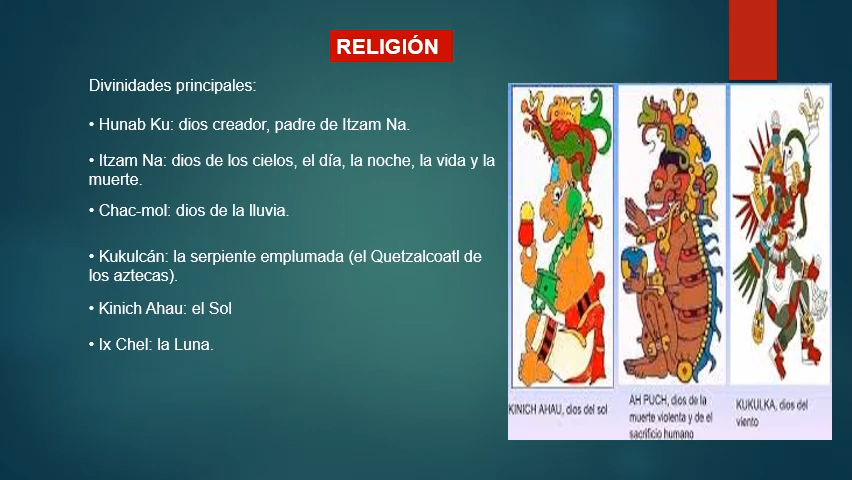 RELIGIÓN
Divinidades principales:
• Hunab Ku: dios creador, padre de Itzam Na.
• Itzam Na: dios de los cielos, el día, la noche, la vida y la
muerte.
• Chac-mol: dios de la lluvia.
• Kukulcán: la serpiente emplumada (el Quetzalcoatl de
los aztecas).
• Kinich Ahau: el Sol
• Ix Chel: la Luna.
KINICH AHAU, dios del sol
AH PUCH, dios de la
muerte violenta y de el
sacrificio humano
KUKULKA, dios del
viento